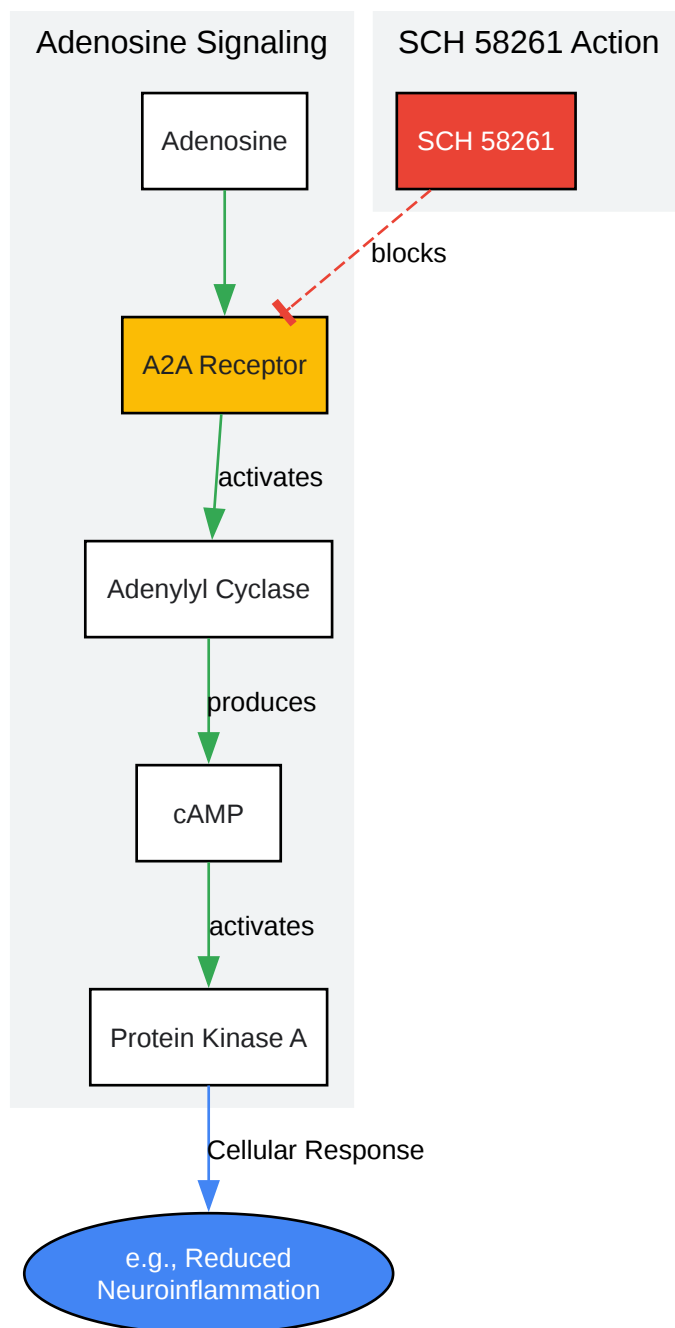 Adenosine Signaling
SCH 58261 Action
Adenosine
SCH 58261
blocks
A2A Receptor
activates
Adenylyl Cyclase
produces
cAMP
activates
Protein Kinase A
Cellular Response
e.g., Reduced
Neuroinflammation